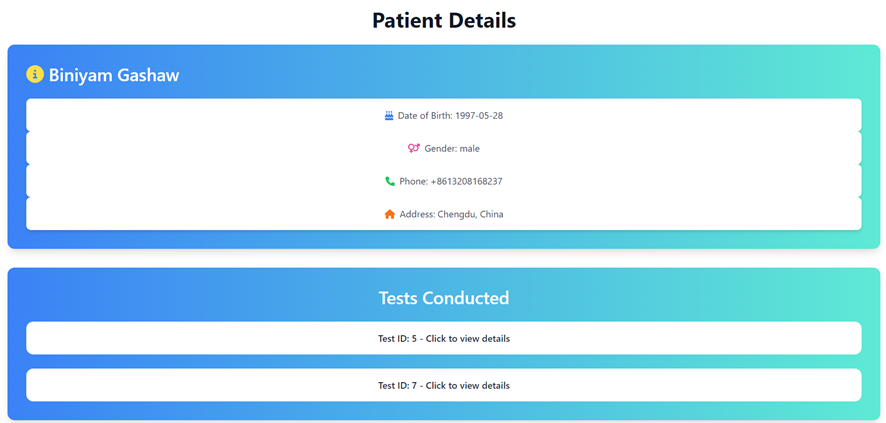 Patient Details
Biniyam Gashaw
Date of Birth: 1997-05-28
Gender: male
Phone: +8613208168237
Address: Chengdu, China
Tests Conducted
Test ID: 5 - Click to view details
Test ID: 7 - Click to view details